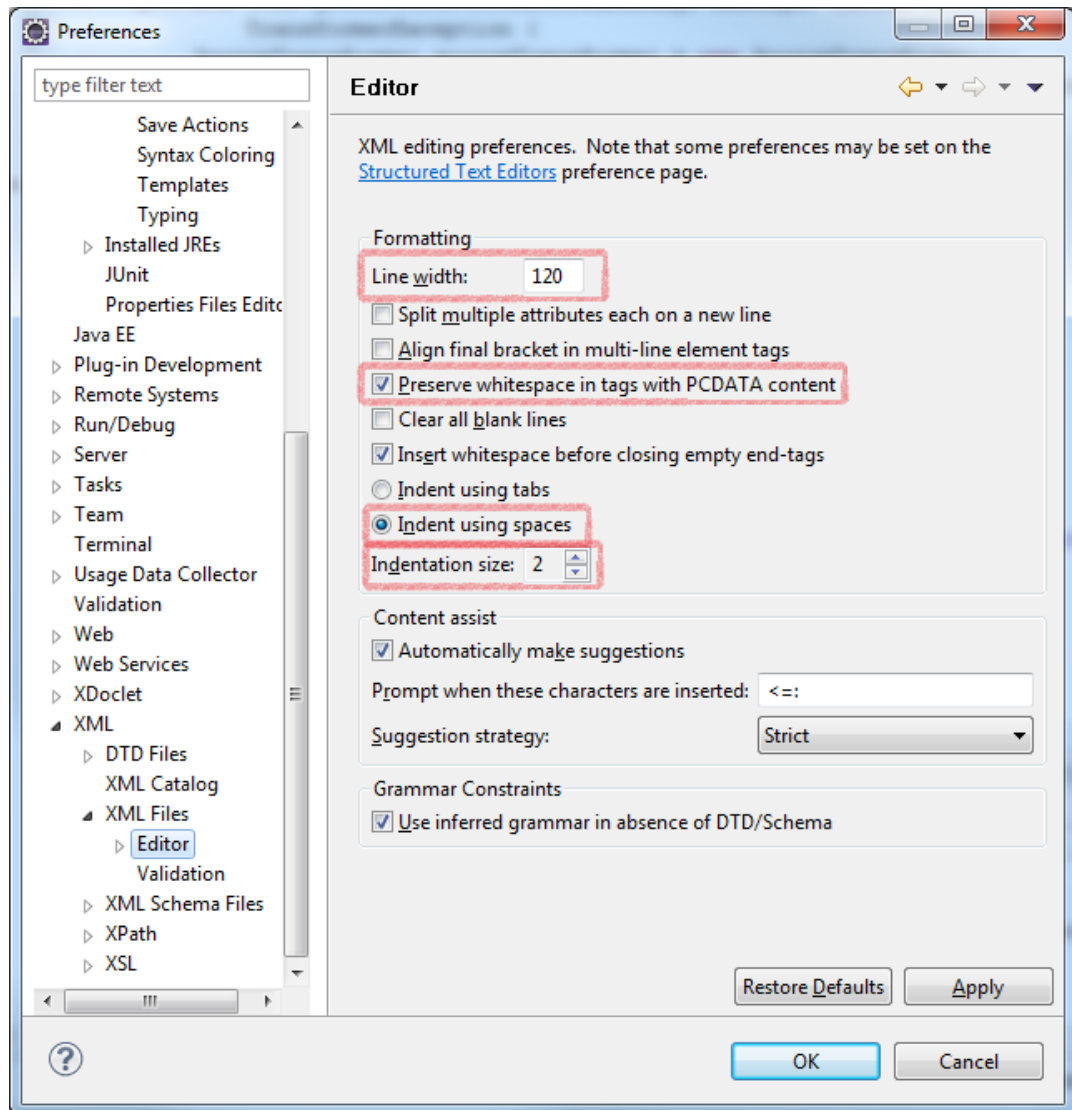 Preferences
type filter text
Save Actions
Syntax Coloring
Templates
Typing
Installed JREs
JUnit
Properties Files Editc
Java EE
Plug-in Development
Remote Systems
Run/Debug
Server
Tasks
Team
Terminal
Usage Data Collector
Validation
Web
Web Services
XDoclet
XML
DTD Files
XML Catalog
XML Files
Editor
Validation
XML Schema Files
XPath
XSL
Editor
XML editing preferences.  Note that some preferences may be set on the
Structured Text Editors preference page.
Formatting
Line width: 120
Split multiple attributes each on a new line
Align final bracket in multi-line element tags
Preserve whitespace in tags with PCDATA content
Clear all blank lines
Insert whitespace before closing empty end-tags
Indent using tabs
Indent using spaces
Indentation size: 2
Content assist
Automatically make suggestions
Prompt when these characters are inserted: <=:
Suggestion strategy: Strict
Grammar Constraints
Use inferred grammar in absence of DTD/Schema
Restore Defaults Apply
? OK Cancel